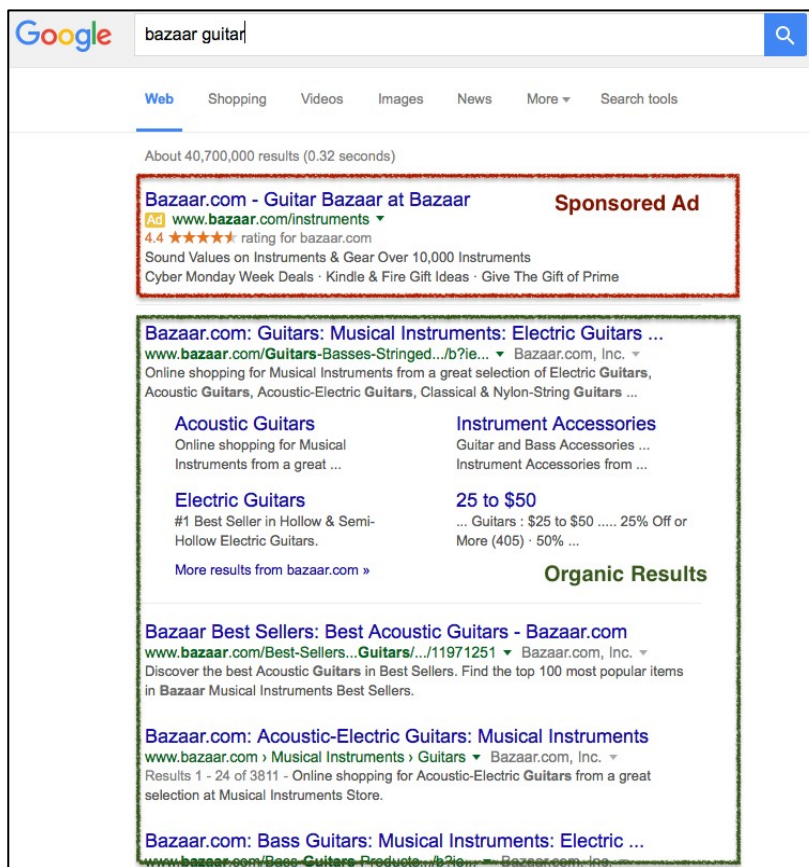 Google
bazaar guitar
Web Shopping Videos Images News More Search tools
About 40,700,000 results (0.32 seconds)
Bazaar.com - Guitar Bazaar at Bazaar
Sponsored Ad
Ad www.bazaar.com/instruments
4.4 ★★★★★ rating for bazaar.com
Sound Values on Instruments & Gear Over 10,000 Instruments
Cyber Monday Week Deals · Kindle & Fire Gift Ideas · Give The Gift of Prime
Bazaar.com: Guitars: Musical Instruments: Electric Guitars ...
www.bazaar.com/Guitars-Basses-Stringed.../b?ie... Bazaar.com, Inc.
Online shopping for Musical Instruments from a great selection of Electric Guitars,
Acoustic Guitars, Acoustic-Electric Guitars, Classical & Nylon-String Guitars ...
Acoustic Guitars
Online shopping for Musical
Instruments from a great ...
Instrument Accessories
Guitar and Bass Accessories ...
Instrument Accessories from ...
Electric Guitars
#1 Best Seller in Hollow & Semi-
Hollow Electric Guitars.
25 to $50
... Guitars : $25 to $50 ..... 25% Off or
More (405) · 50% ...
More results from bazaar.com »
Organic Results
Bazaar Best Sellers: Best Acoustic Guitars - Bazaar.com
www.bazaar.com/Best-Sellers...Guitars/.../11971251 Bazaar.com, Inc.
Discover the best Acoustic Guitars in Best Sellers. Find the top 100 most popular items
in Bazaar Musical Instruments Best Sellers.
Bazaar.com: Acoustic-Electric Guitars: Musical Instruments
www.bazaar.com › Musical Instruments › Guitars Bazaar.com, Inc.
Results 1 - 24 of 3811 - Online shopping for Acoustic-Electric Guitars from a great
selection at Musical Instruments Store.
Bazaar.com: Bass Guitars: Musical Instruments: Electric ...
www.bazaar.com/Bass-Guitars-Products.../b?ie... Bazaar.com, Inc.